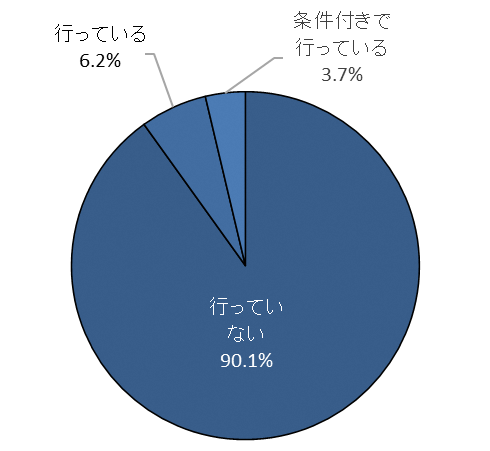 行っている
6.2%
条件付きで
行っている
3.7%
行ってい
ない
90.1%